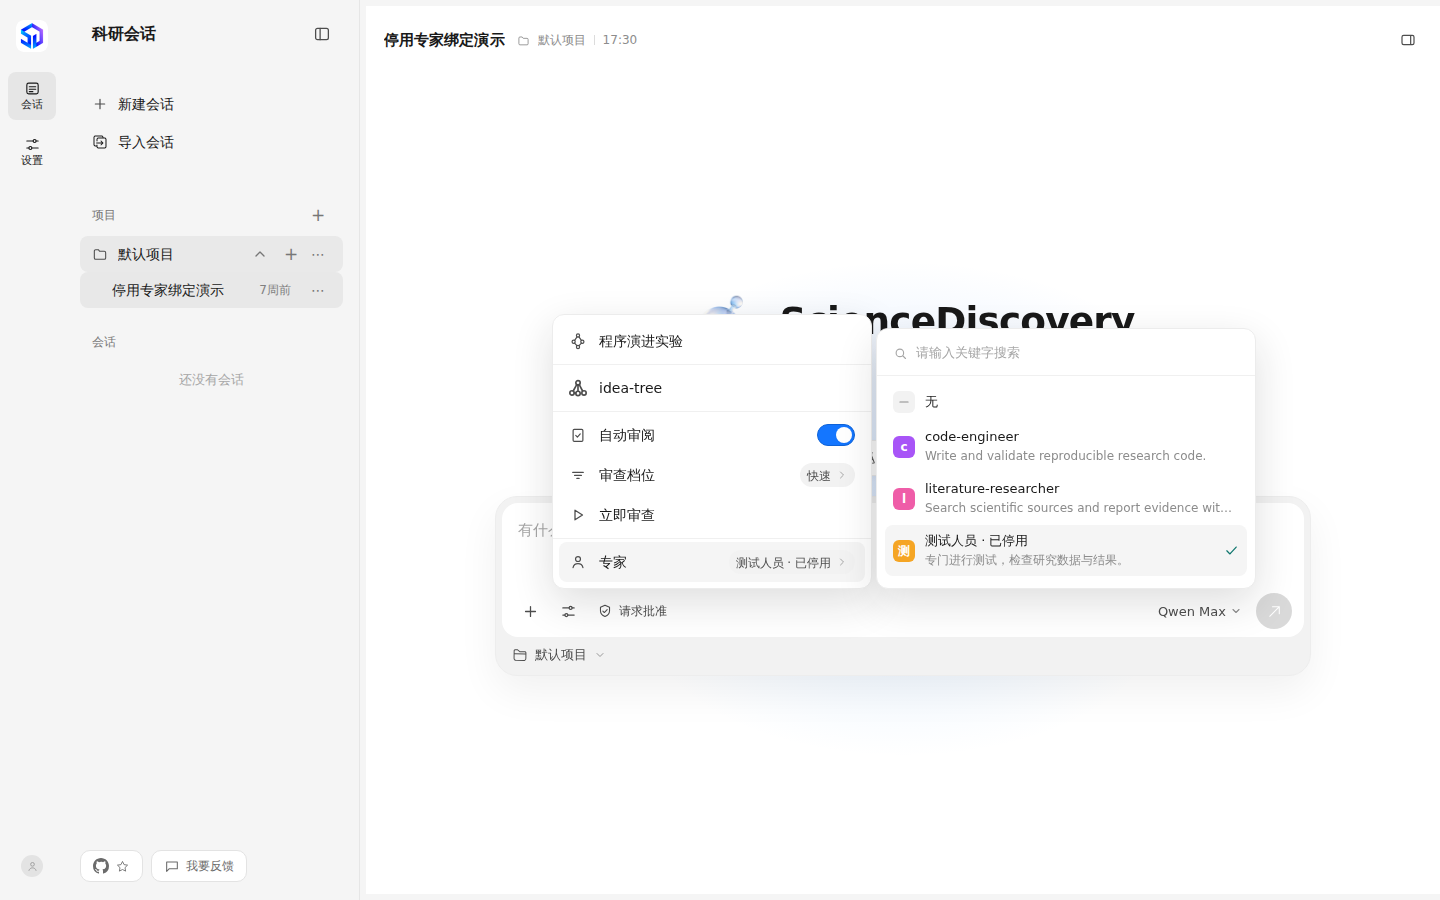 科研会话
会话
设置
新建会话
导入会话
项目
默认项目
停用专家绑定演示 7周前
会话
还没有会话
我要反馈
停用专家绑定演示 默认项目 17:30
ScienceDiscovery
程序演进实验
idea-tree
自动审阅
审查档位 快速
立即审查
专家 测试人员 · 已停用
请输入关键字搜索
无
c
code-engineer
Write and validate reproducible research code.
l
literature-researcher
Search scientific sources and report evidence wit...
测
测试人员 · 已停用
专门进行测试，检查研究数据与结果。
有什
请求批准
Qwen Max
默认项目